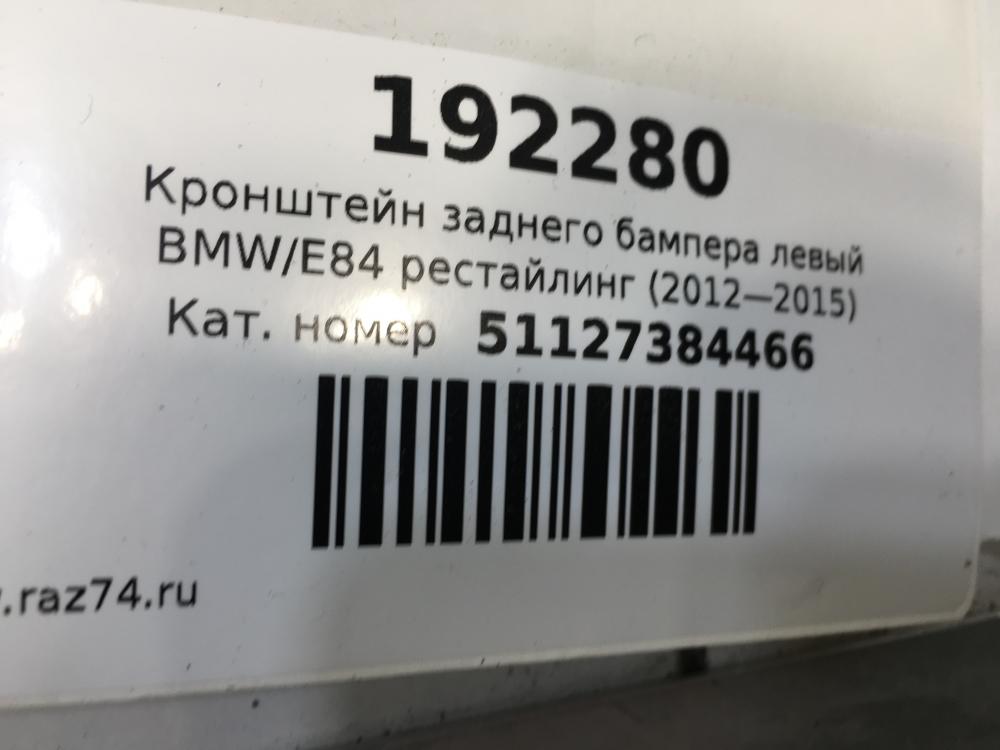 192280
Кронштейн заднего бампера левый
BMW/E84 рестайлинг (2012—2015)
Кат. номер 51127384466
.raz74.ru